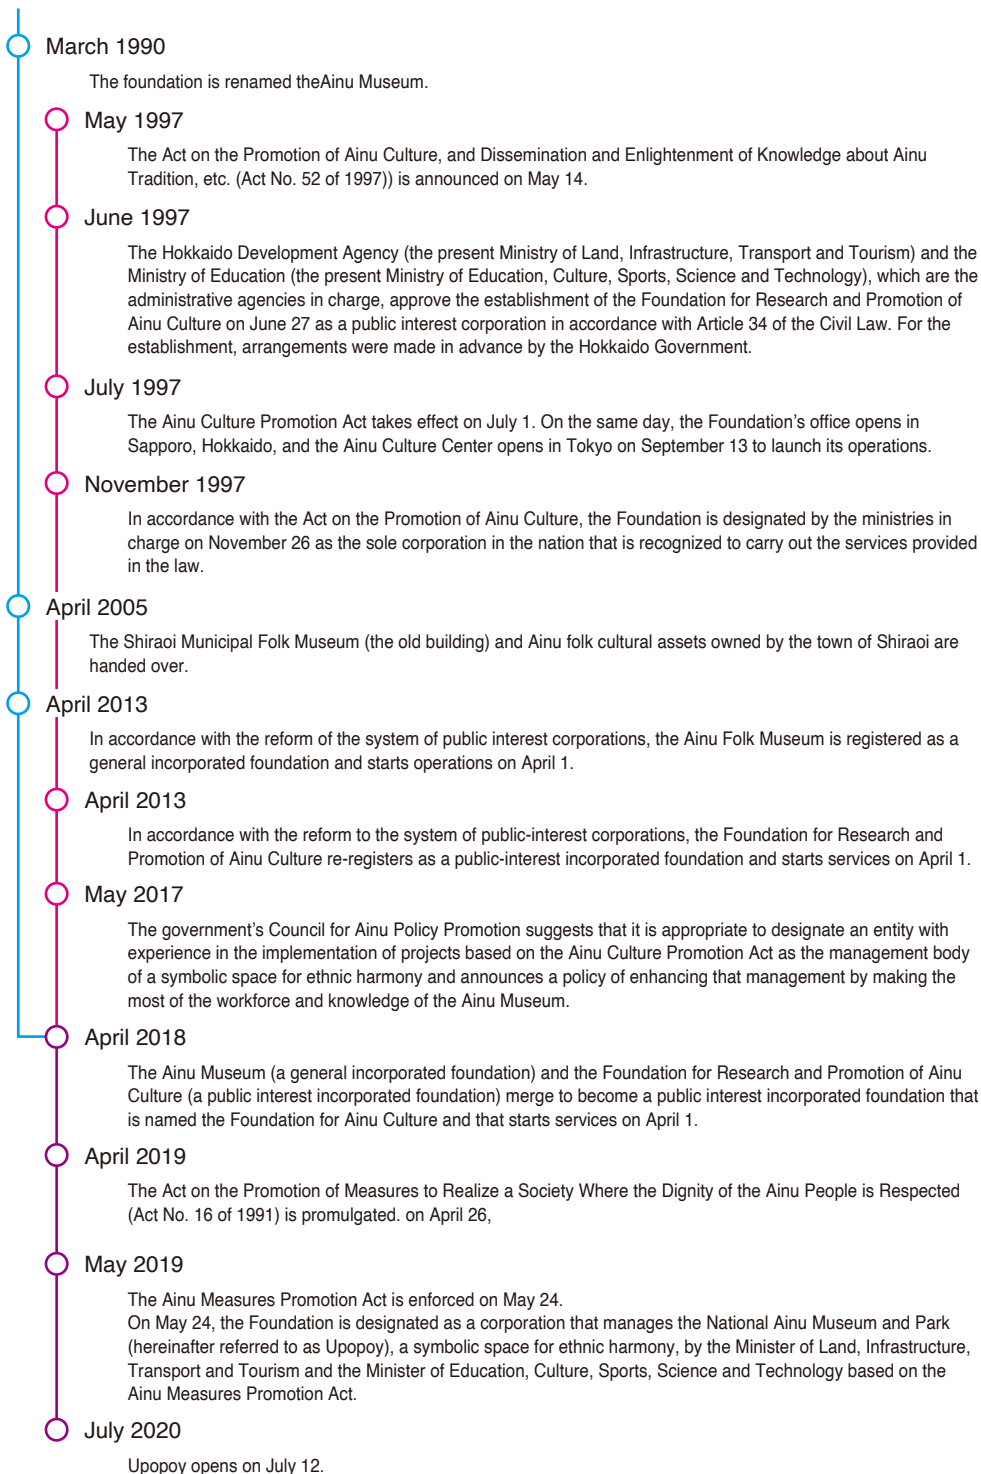 March 1990
The foundation is renamed theAinu Museum.
May 1997
The Act on the Promotion of Ainu Culture, and Dissemination and Enlightenment of Knowledge about Ainu
Tradition, etc. (Act No. 52 of 1997)) is announced on May 14.
June 1997
The Hokkaido Development Agency (the present Ministry of Land, Infrastructure, Transport and Tourism) and the
Ministry of Education (the present Ministry of Education, Culture, Sports, Science and Technology), which are the
administrative agencies in charge, approve the establishment of the Foundation for Research and Promotion of
Ainu Culture on June 27 as a public interest corporation in accordance with Article 34 of the Civil Law. For the
establishment, arrangements were made in advance by the Hokkaido Government.
July 1997
The Ainu Culture Promotion Act takes effect on July 1. On the same day, the Foundation’s office opens in
Sapporo, Hokkaido, and the Ainu Culture Center opens in Tokyo on September 13 to launch its operations.
November 1997
In accordance with the Act on the Promotion of Ainu Culture, the Foundation is designated by the ministries in
charge on November 26 as the sole corporation in the nation that is recognized to carry out the services provided
in the law.
April 2005
The Shiraoi Municipal Folk Museum (the old building) and Ainu folk cultural assets owned by the town of Shiraoi are
handed over.
April 2013
In accordance with the reform of the system of public interest corporations, the Ainu Folk Museum is registered as a
general incorporated foundation and starts operations on April 1.
April 2013
In accordance with the reform to the system of public-interest corporations, the Foundation for Research and
Promotion of Ainu Culture re-registers as a public-interest incorporated foundation and starts services on April 1.
May 2017
The government’s Council for Ainu Policy Promotion suggests that it is appropriate to designate an entity with
experience in the implementation of projects based on the Ainu Culture Promotion Act as the management body
of a symbolic space for ethnic harmony and announces a policy of enhancing that management by making the
most of the workforce and knowledge of the Ainu Museum.
April 2018
The Ainu Museum (a general incorporated foundation) and the Foundation for Research and Promotion of Ainu
Culture (a public interest incorporated foundation) merge to become a public interest incorporated foundation that
is named the Foundation for Ainu Culture and that starts services on April 1.
April 2019
The Act on the Promotion of Measures to Realize a Society Where the Dignity of the Ainu People is Respected
(Act No. 16 of 1991) is promulgated. on April 26,
May 2019
The Ainu Measures Promotion Act is enforced on May 24.
On May 24, the Foundation is designated as a corporation that manages the National Ainu Museum and Park
(hereinafter referred to as Upopoy), a symbolic space for ethnic harmony, by the Minister of Land, Infrastructure,
Transport and Tourism and the Minister of Education, Culture, Sports, Science and Technology based on the
Ainu Measures Promotion Act.
July 2020
Upopoy opens on July 12.